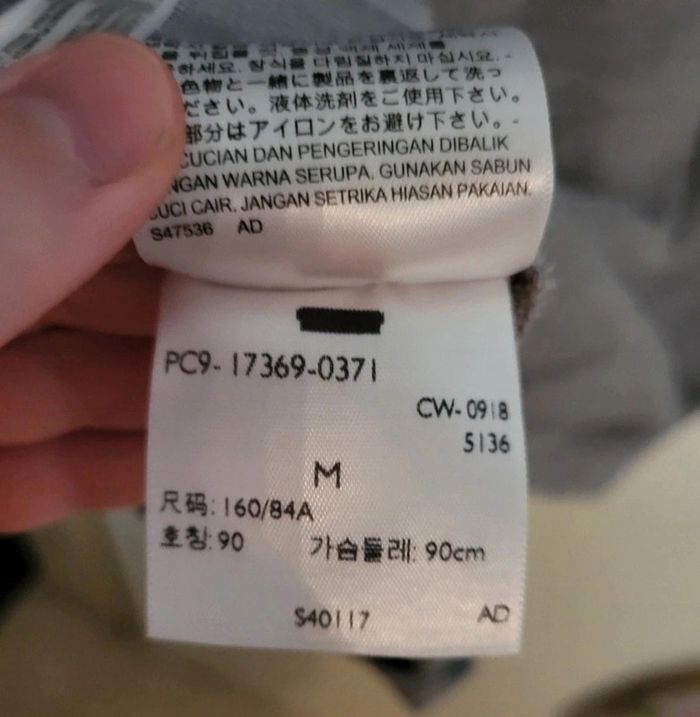 하세요. 장식을 다림질하지 마십시요. -
色物と一緒に製品を裏返して洗っ
ださい。液体洗剤をご使用下さい。
部分はアイロンをお避け下さい。-
CUCIAN DAN PENGERINGAN DIBALIK
NGAN WARNA SERUPA. GUNAKAN SABUN
UCI CAIR. JANGAN SETRIKA HIASAN PAKAIAN.
S47536 AD
PC9-17369-0371
CW-0918
5136
M
尺码: 160/84A
호칭: 90 가슴둘레: 90cm
S40117 AD